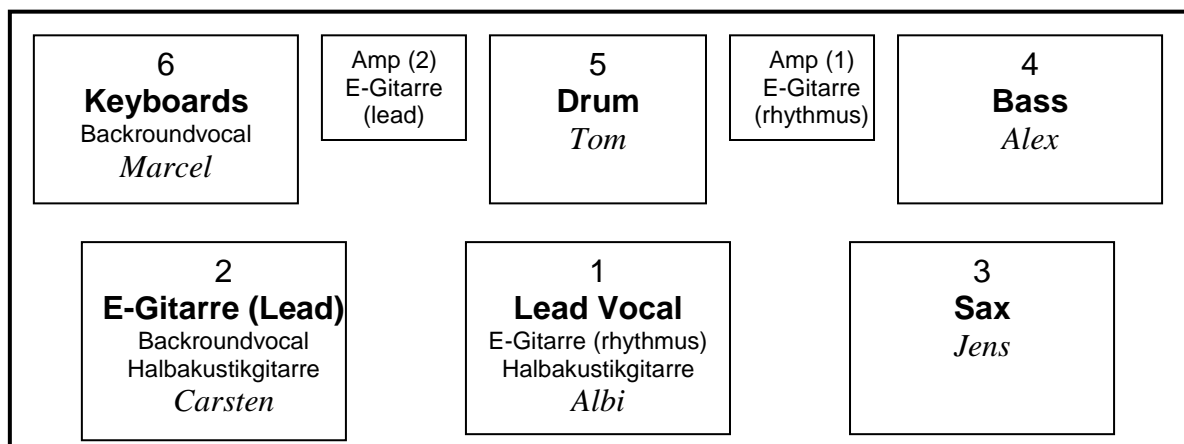 6
Keyboards
Backroundvocal
Marcel
Amp (2)
E-Gitarre
(lead)
5
Drum
Tom
Amp (1)
E-Gitarre
(rhythmus)
4
Bass
Alex
2
E-Gitarre (Lead)
Backroundvocal
Halbakustikgitarre
Carsten
1
Lead Vocal
E-Gitarre (rhythmus)
Halbakustikgitarre
Albi
3
Sax
Jens